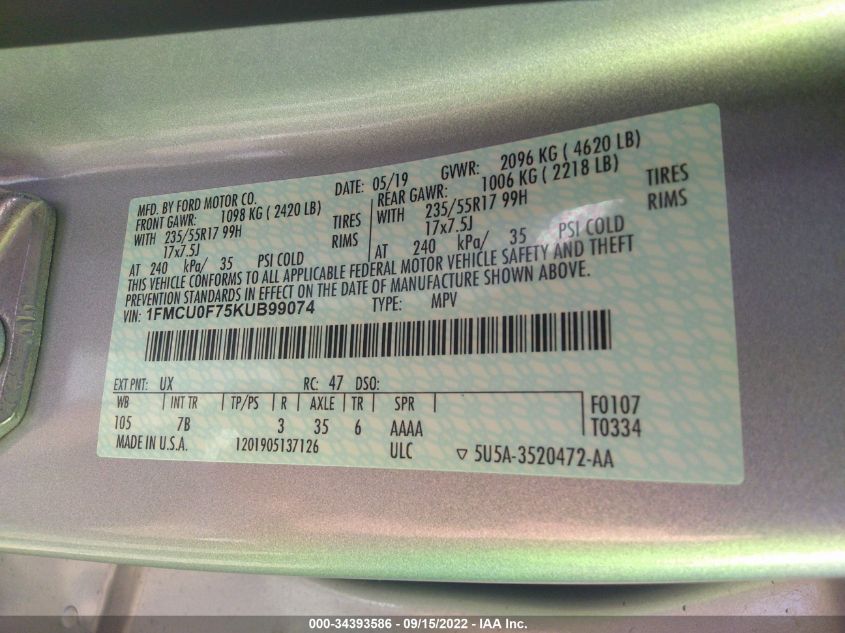 MFD. BY FORD MOTOR CO. DATE: 05/19 GVWR: 2096 KG ( 4620 LB)
FRONT GAWR: 1098 KG ( 2420 LB) REAR GAWR: 1006 KG ( 2218 LB)
WITH 235/55R17 99H TIRES WITH 235/55R17 99H TIRES
17x7.5J RIMS 17x7.5J RIMS
AT 240 kPa/ 35 PSI COLD AT 240 kPa/ 35 PSI COLD
THIS VEHICLE CONFORMS TO ALL APPLICABLE FEDERAL MOTOR VEHICLE SAFETY AND THEFT
PREVENTION STANDARDS IN EFFECT ON THE DATE OF MANUFACTURE SHOWN ABOVE.
VIN: 1FMCU0F75KUB99074 TYPE: MPV
EXT PNT: UX RC: 47 DSO:
WB INT TR TP/PS R AXLE TR SPR F0107
105 7B 3 35 6 AAAA T0334
MADE IN U.S.A. 1201905137126 ULC ▽ 5U5A-3520472-AA
000-34393586 - 09/15/2022 - IAA Inc.